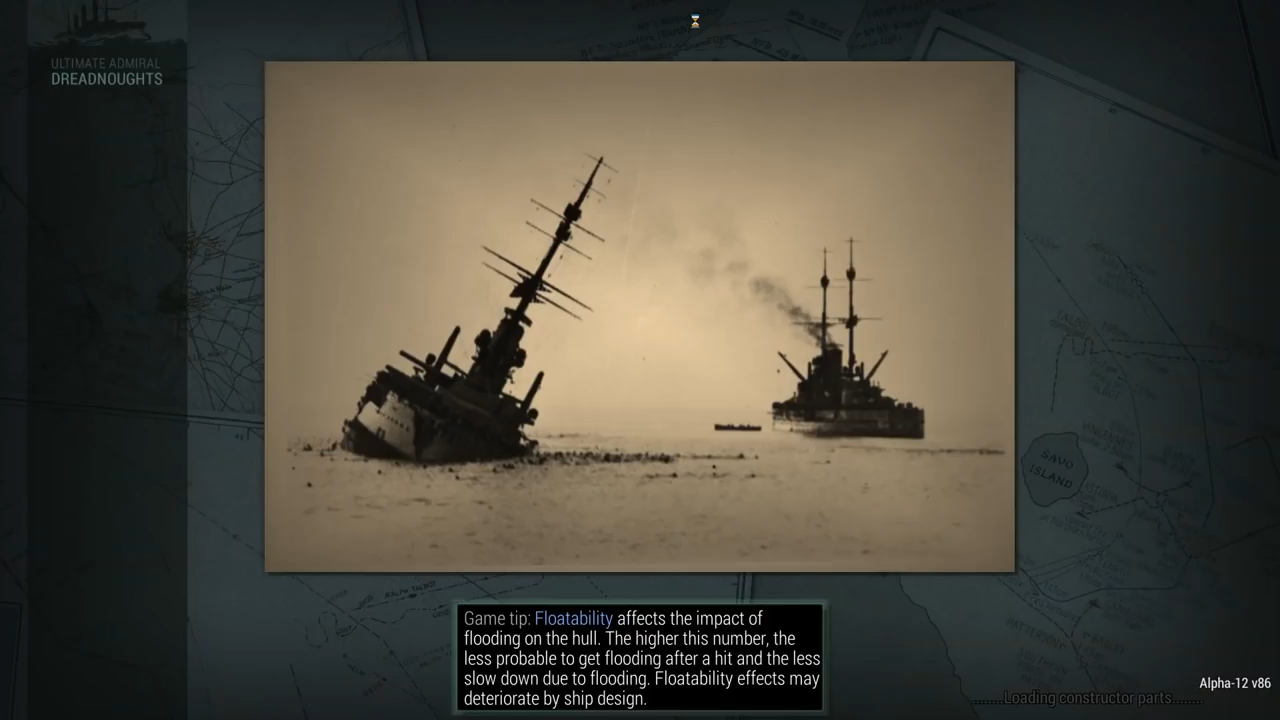 ULTIMATE ADMIRAL
DREADNOUGHTS
SAVO
ISLAND
RALPH TALBOT
Game tip: Floatability affects the impact of
flooding on the hull. The higher this number, the
less probable to get flooding after a hit and the less
slow down due to flooding. Floatability effects may
deteriorate by ship design.
Alpha-12 v86
........Loading constructor parts........